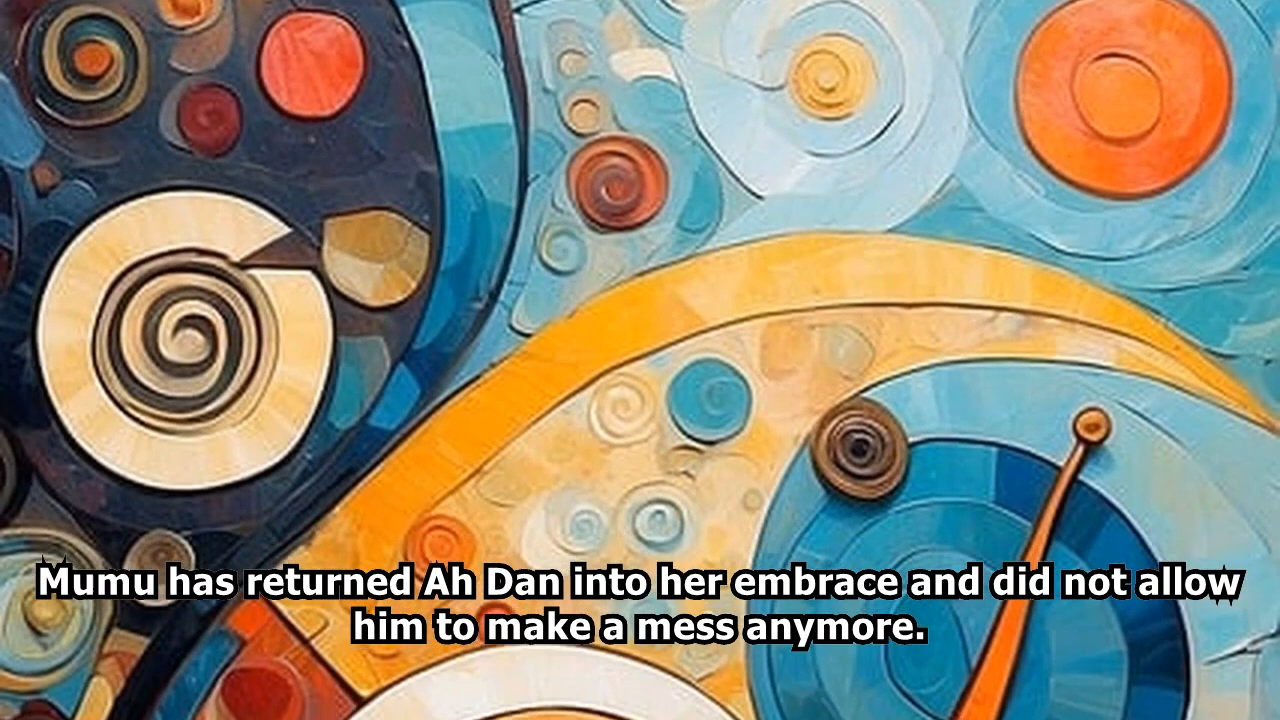 Mumu has returned Ah Dan into her embrace and did not allow
him to make a mess anymore.